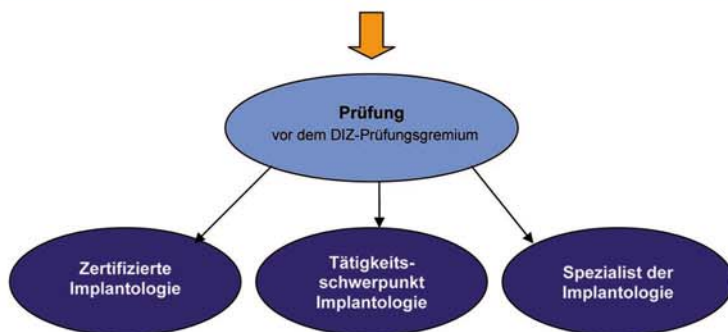 Prüfung
vor dem DIZ-Prüfungsgremium
Zertifizierte
Implantologie
Tätigkeits-
schwerpunkt
Implantologie
Spezialist der
Implantologie